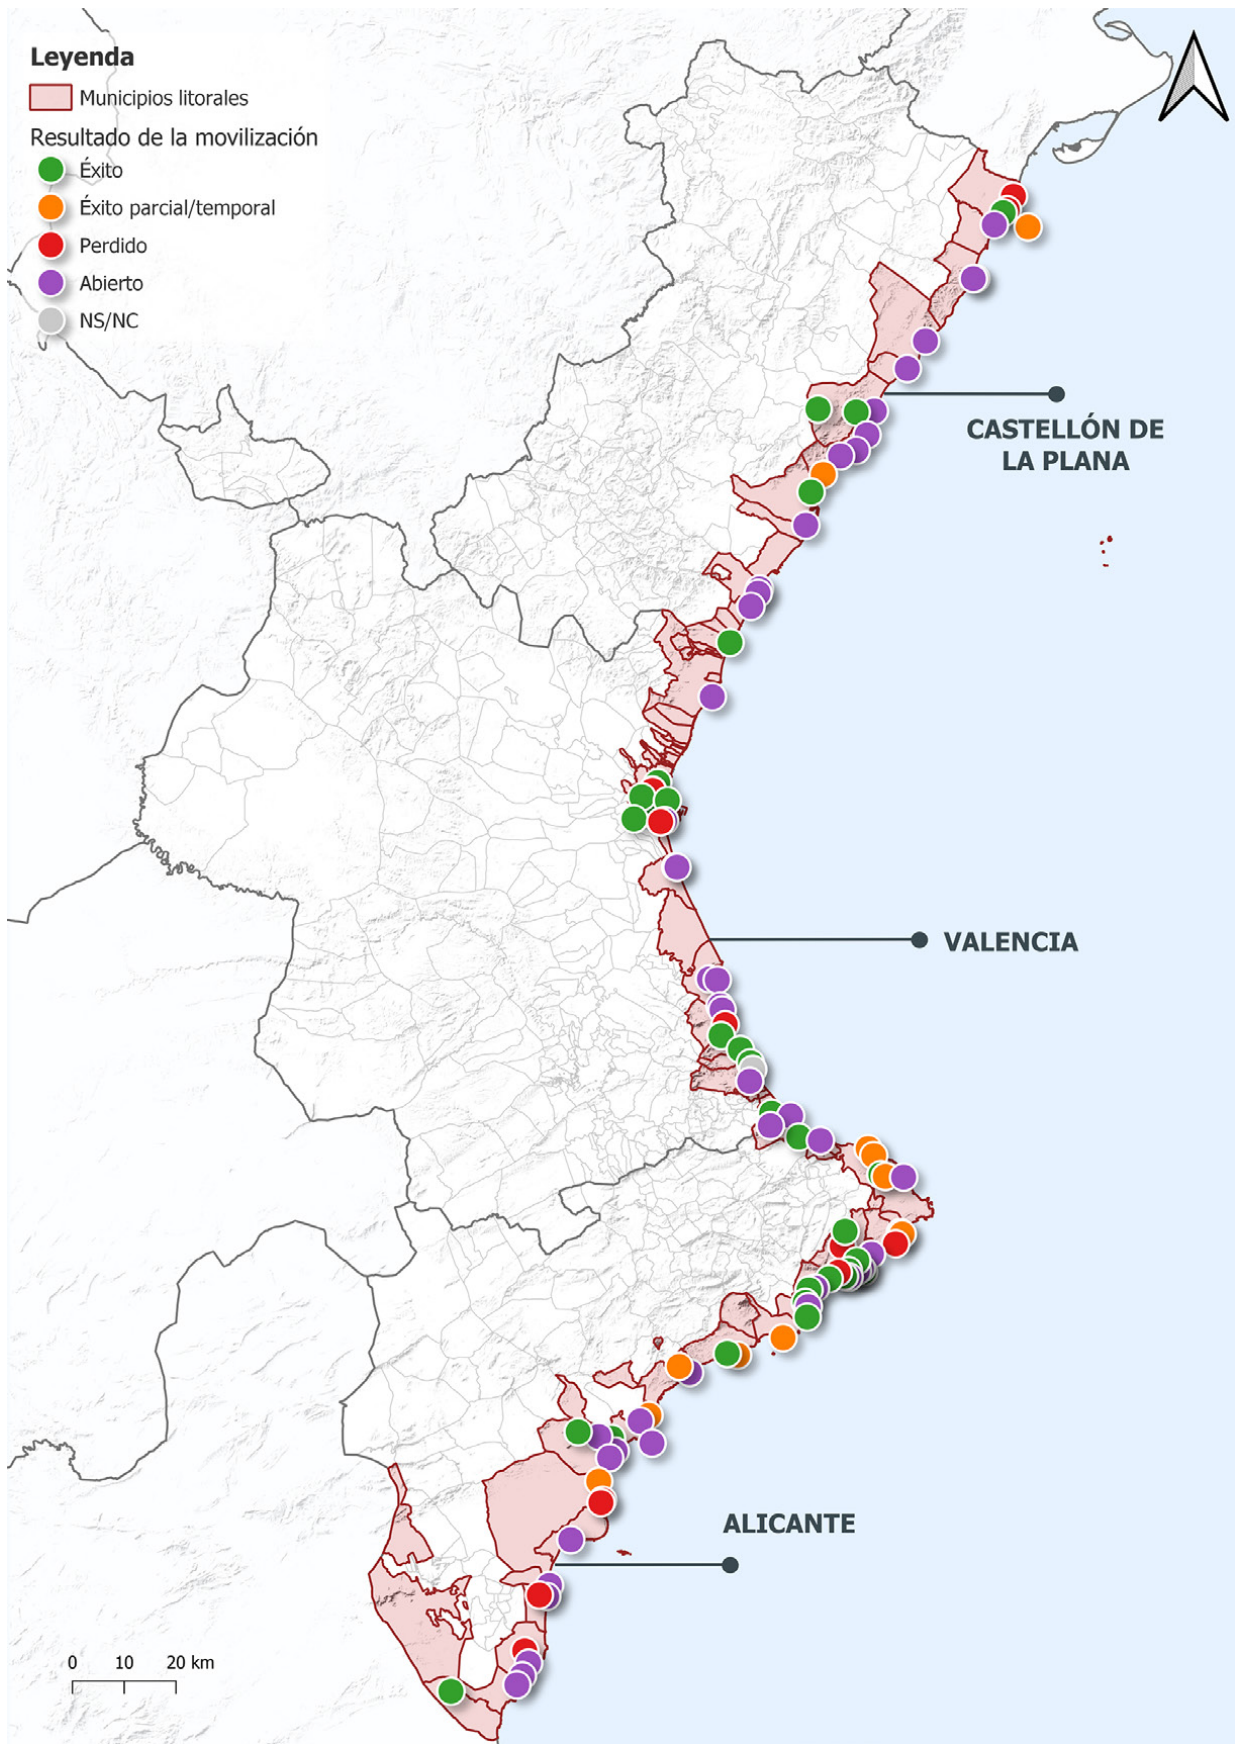 Leyenda
Municipios litorales
Resultado de la movilización
Éxito
Éxito parcial/temporal
Perdido
Abierto
NS/NC
CASTELLÓN DE
LA PLANA
VALENCIA
ALICANTE
0 10 20 km